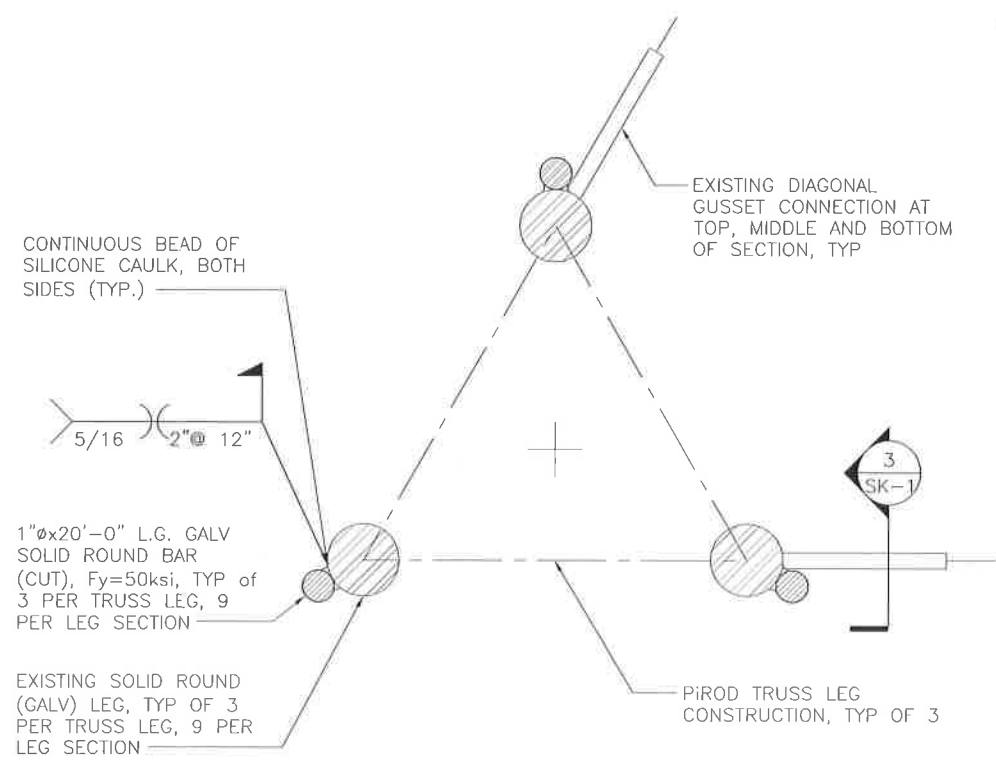 EXISTING DIAGONAL
GUSSET CONNECTION AT
TOP, MIDDLE AND BOTTOM
OF SECTION, TYP
CONTINUOUS BEAD OF
SILICONE CAULK, BOTH
SIDES (TYP.)
5/16
2"@ 12"
3
SK-1
1"Øx20'-0" L.G. GALV
SOLID ROUND BAR
(CUT), Fy=50ksi, TYP of
3 PER TRUSS LEG, 9
PER LEG SECTION
EXISTING SOLID ROUND
(GALV) LEG, TYP OF 3
PER TRUSS LEG, 9 PER
LEG SECTION
PiROD TRUSS LEG
CONSTRUCTION, TYP OF 3